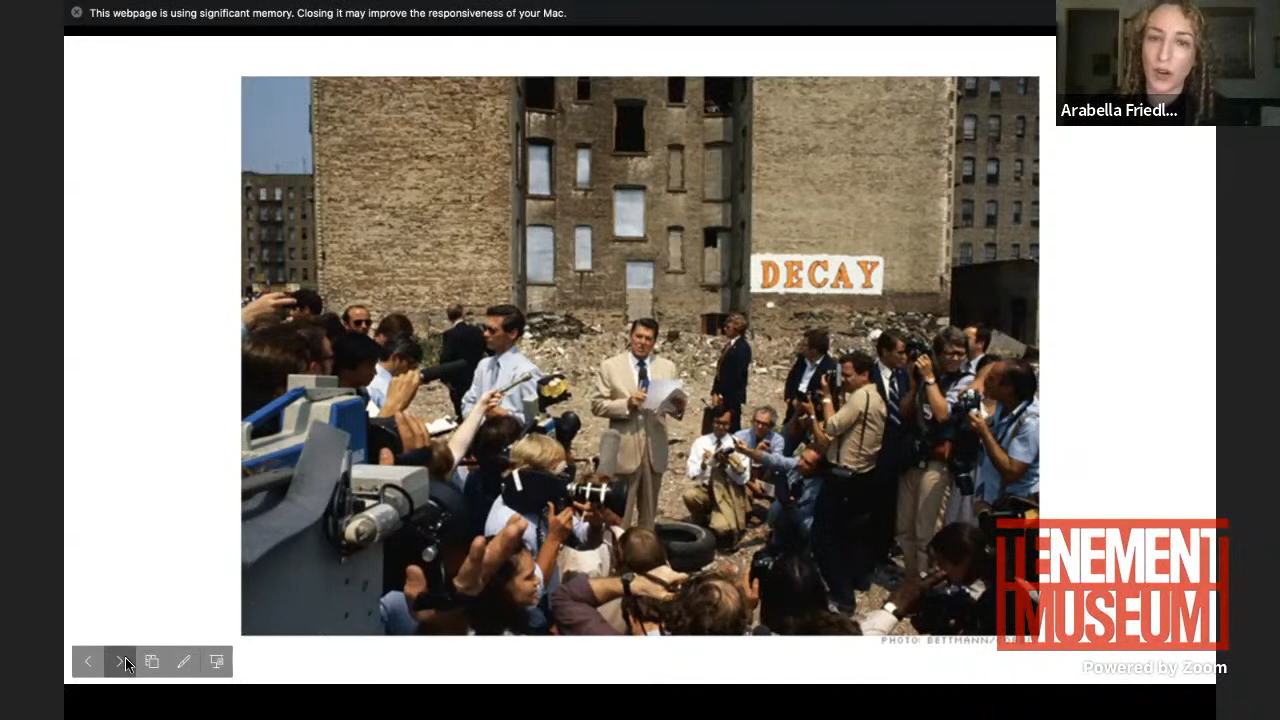 This webpage is using significant memory. Closing it may improve the responsiveness of your Mac.
Arabella Friedl...
DECAY
PHOTO: BETTMANN/
TENEMENT
MUSEUM
Powered by Zoom